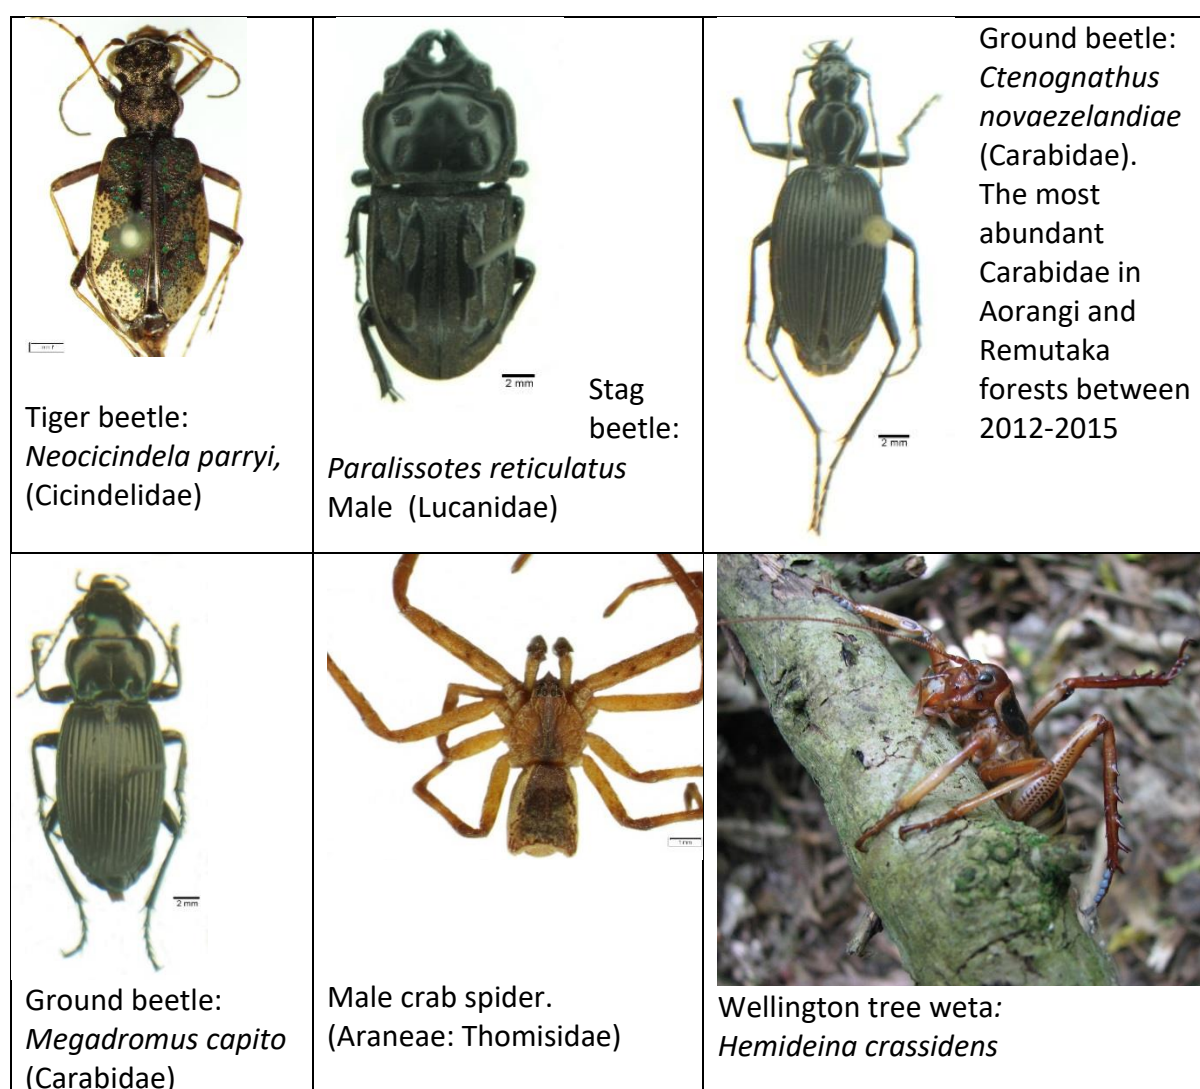 Tiger beetle:
Neocicindela parryi,
(Cicindelidae)
2 mm
Stag
beetle:
Paralissotes reticulatus
Male  (Lucanidae)
2 mm
Ground beetle:
Ctenognathus
novaezelandiae
(Carabidae).
The most
abundant
Carabidae in
Aorangi and
Remutaka
forests between
2012-2015
2 mm
Ground beetle:
Megadromus capito
(Carabidae)
1 mm
Male crab spider.
(Araneae: Thomisidae)
Wellington tree weta:
Hemideina crassidens